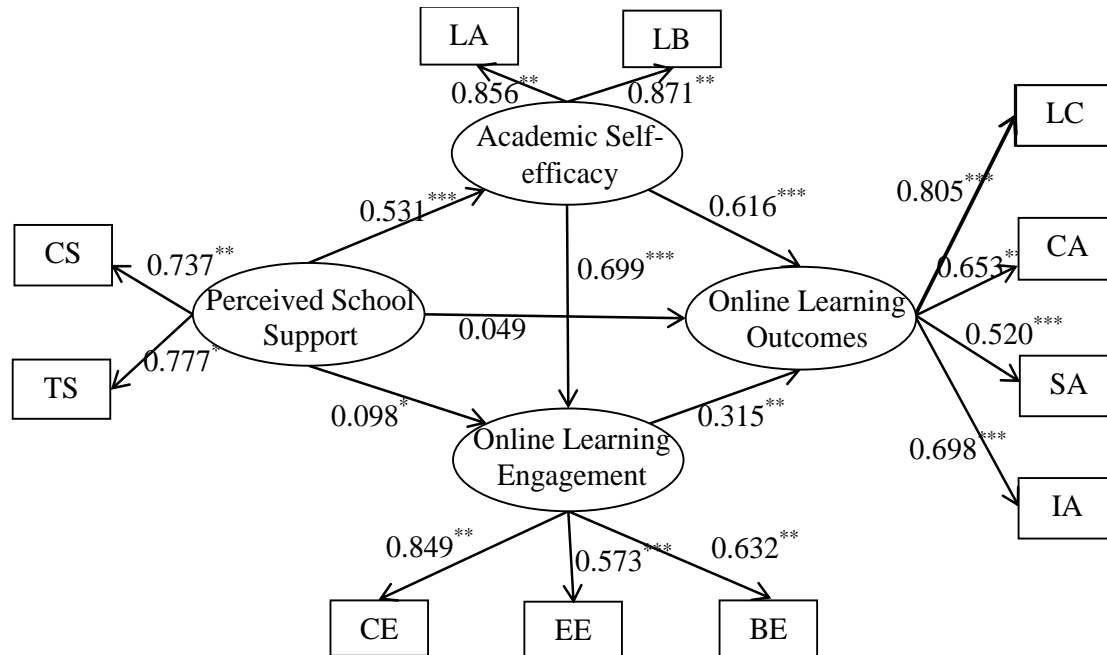 LA
LB
0.856**
0.871**
LC
Academic Self-
efficacy
0.805***
0.531***
0.616***
CS
0.737**
CA
0.699***
0.653**
Perceived School
Support
Online Learning
Outcomes
0.049
0.520***
TS
0.777*
SA
0.098*
0.315**
Online Learning
Engagement
0.698***
IA
0.849**
0.573***
0.632**
CE
EE
BE